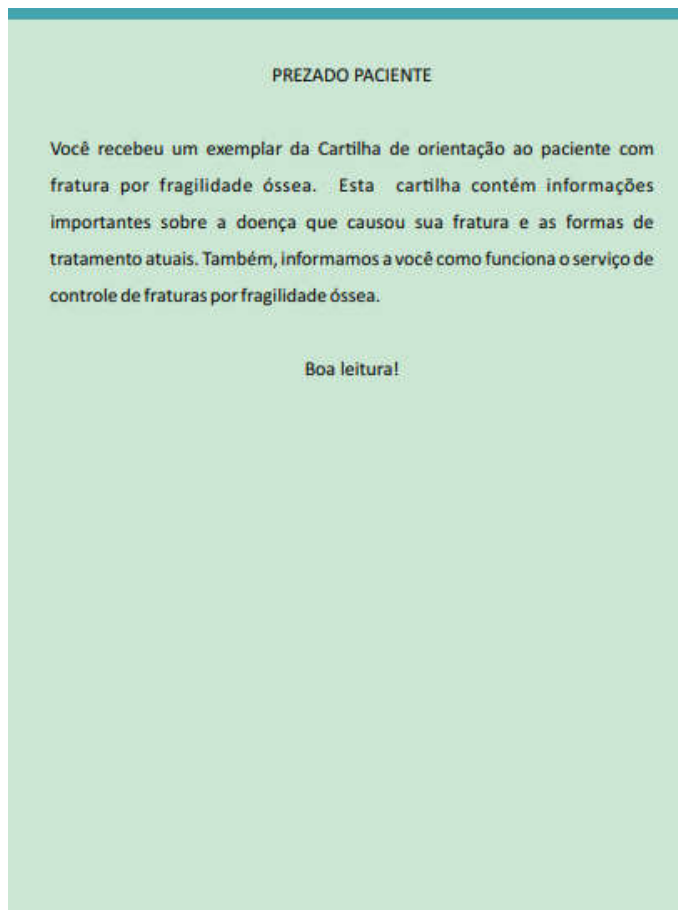 PREZADO PACIENTE
Você recebeu um exemplar da Cartilha de orientação ao paciente com
fratura por fragilidade óssea. Esta cartilha contém informações
importantes sobre a doença que causou sua fratura e as formas de
tratamento atuais. Também, informamos a você como funciona o serviço de
controle de fraturas por fragilidade óssea.
Boa leitura!